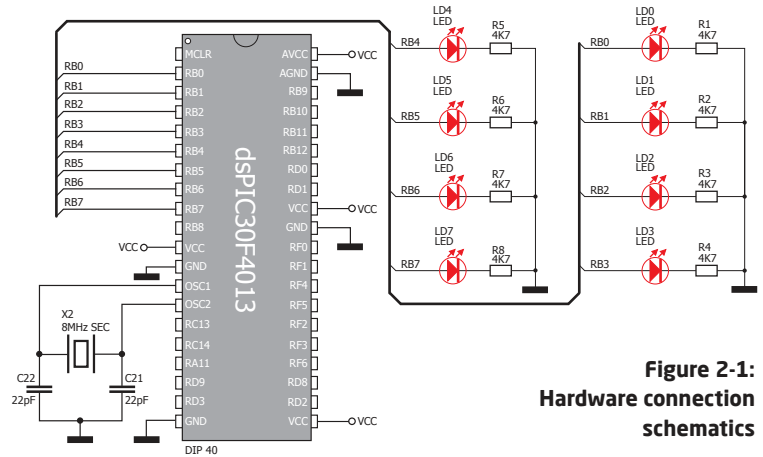 RB0
RB1
RB2
RB3
RB4
RB5
RB6
RB7
MCLR
RB0
RB1
RB2
RB3
RB4
RB5
RB6
RB7
RB8
VCC
GND
OSC1
OSC2
RC13
RC14
RA11
RD9
RD3
GND
VCC
dsPIC30F4013
AVCC
AGND
RB9
RB10
RB11
RB12
RD0
RD1
VCC
GND
RF0
RF1
RF4
RF5
RF2
RF3
RF6
RD8
RD2
VCC
VCC
VCC
VCC
X2
8MHz SEC
C22
22pF
C21
22pF
DIP 40
LD4
LED
R5
4K7
RB4
LD5
LED
R6
4K7
RB5
LD6
LED
R7
4K7
RB6
LD7
LED
R8
4K7
RB7
LD0
LED
R1
4K7
RB0
LD1
LED
R2
4K7
RB1
LD2
LED
R3
4K7
RB2
LD3
LED
R4
4K7
RB3
Figure 2-1:
Hardware connection
schematics